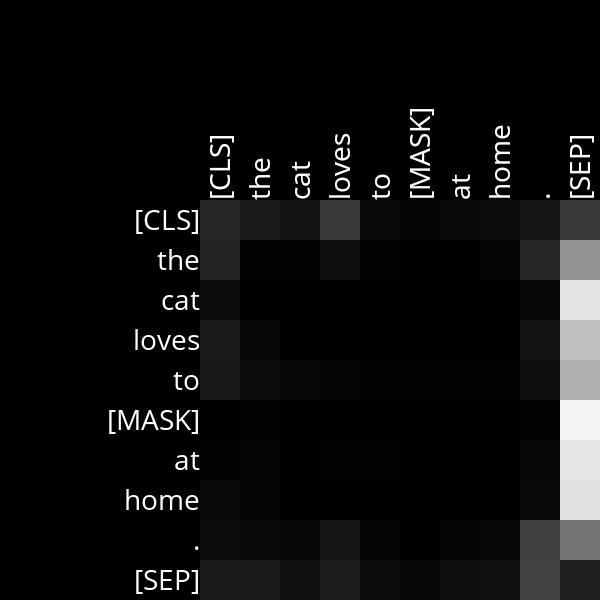 [CLS] the cat loves to [MASK] at home . [SEP]
[CLS]
the
cat
loves
to
[MASK]
at
home
.
[SEP]